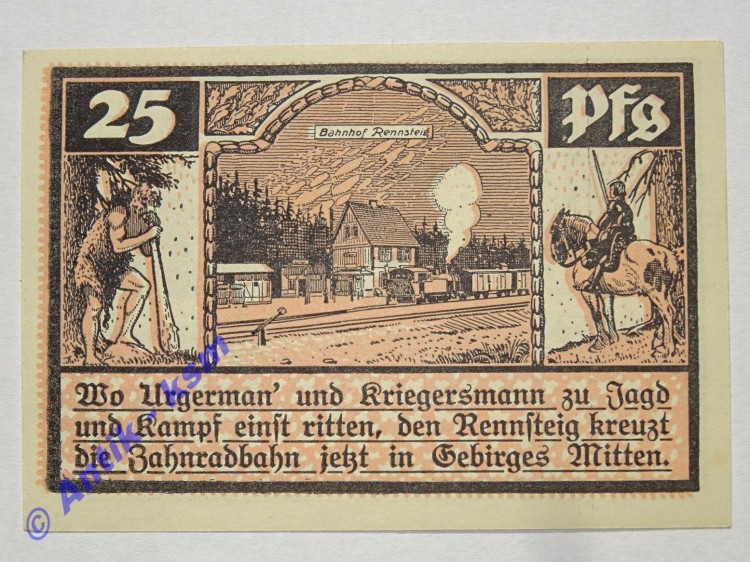 25
Pfg
Bahnhof Rennsteig
Wo Urgerman' und Kriegersmann zu Jagd
und Kampf einst ritten, den Rennsteig kreuzt
die Zahnradbahn jetzt in Gebirges Mitten.
© Antik - ksm